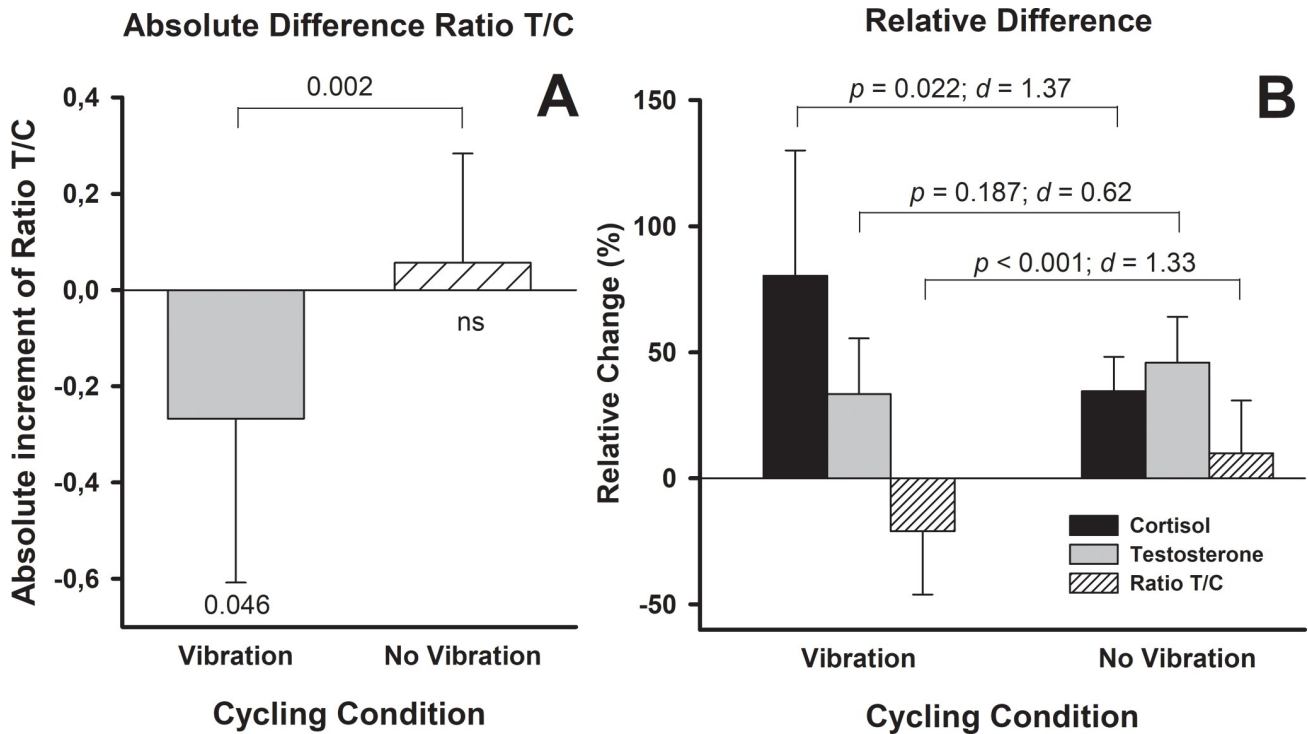 Absolute Difference Ratio T/C
A
0.002
Absolute increment of Ratio T/C
0,4
0,2
0,0
-0,2
-0,4
-0,6
ns
0.046
Vibration
No Vibration
Cycling Condition
Relative Difference
B
p = 0.022; d = 1.37
p = 0.187; d = 0.62
p < 0.001; d = 1.33
Relative Change (%)
150
100
50
0
-50
Cortisol
Testosterone
Ratio T/C
Vibration
No Vibration
Cycling Condition